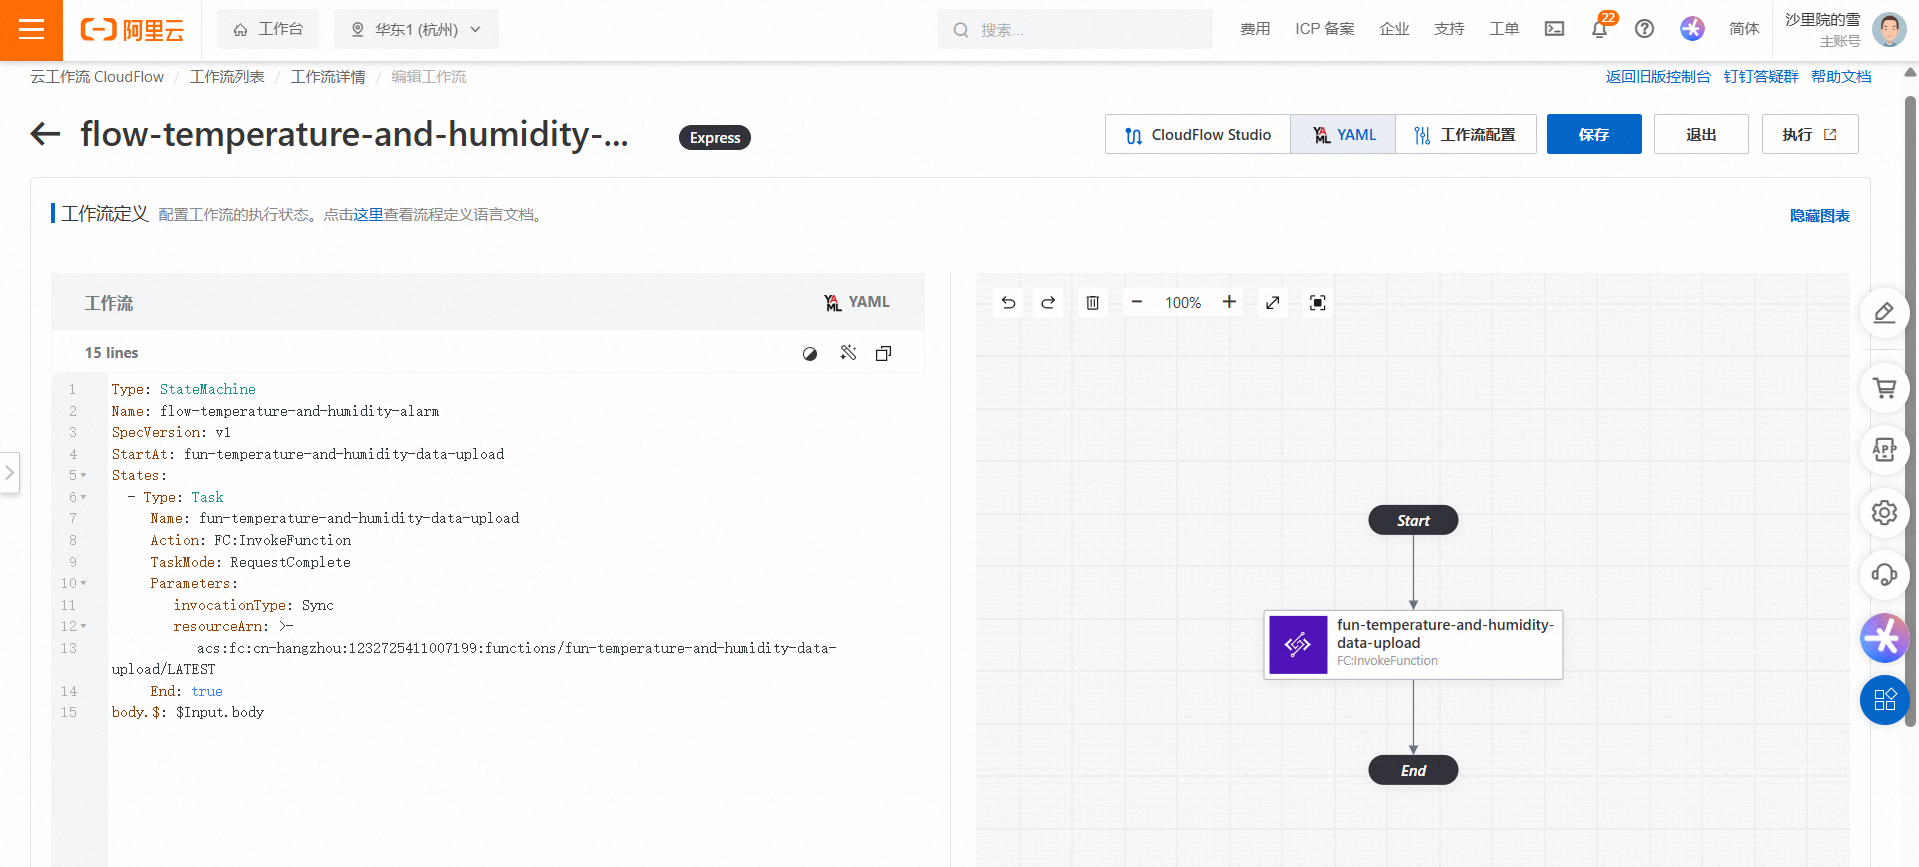 阿里云
工作台
华东1 (杭州)
搜索...
费用
ICP 备案
企业
支持
工单
22
简体
沙里院的雪
主账号
云工作流 CloudFlow / 工作流列表 / 工作流详情 / 编辑工作流
返回旧版控制台 钉钉答疑群 帮助文档
flow-temperature-and-humidity-...
Express
CloudFlow Studio
YAML
工作流配置
保存
退出
执行
工作流定义 配置工作流的执行状态。点击这里查看流程定义语言文档。
隐藏图表
工作流
YAML
15 lines
1 Type: StateMachine
2 Name: flow-temperature-and-humidity-alarm
3 SpecVersion: v1
4 StartAt: fun-temperature-and-humidity-data-upload
5 States:
6 - Type: Task
7 Name: fun-temperature-and-humidity-data-upload
8 Action: FC:InvokeFunction
9 TaskMode: RequestComplete
10 Parameters:
11 invocationType: Sync
12 resourceArn: >-
13 acs:fc:cn-hangzhou:1232725411007199:functions/fun-temperature-and-humidity-data-
upload/LATEST
14 End: true
15 body.$: $Input.body
100%
Start
fun-temperature-and-humidity-
data-upload
FC:InvokeFunction
End
APP